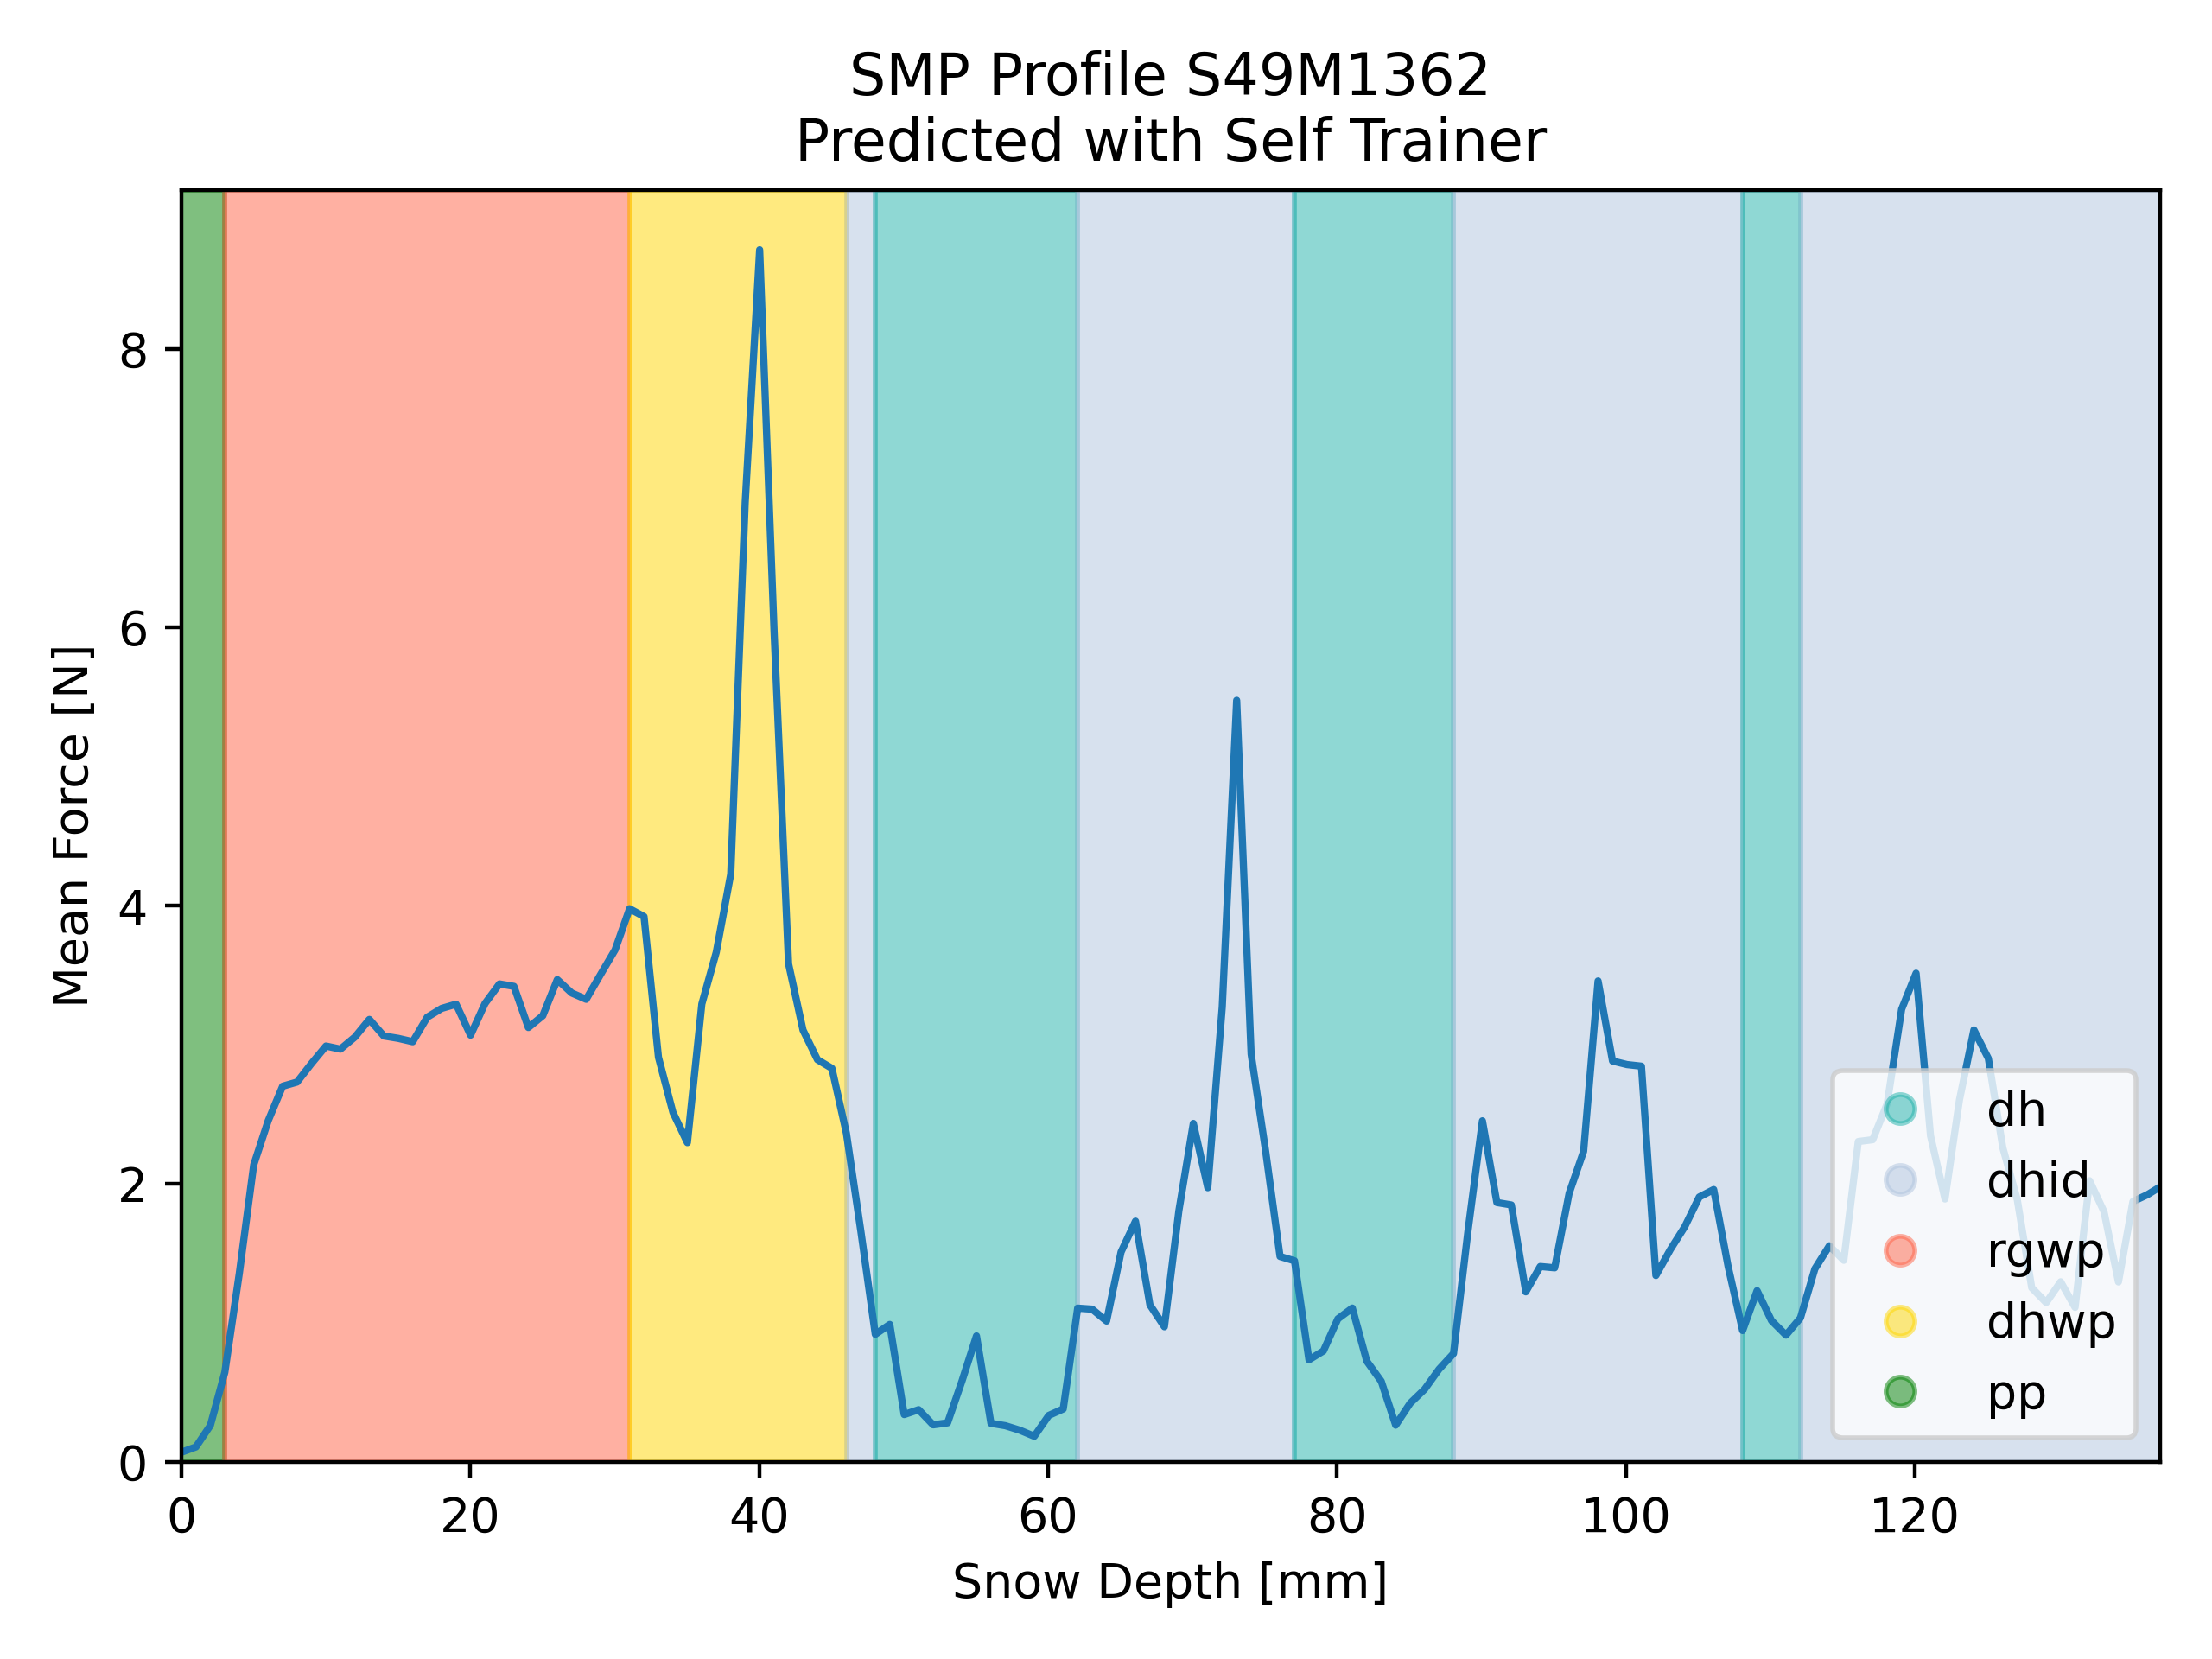 SMP Profile S49M1362
Predicted with Self Trainer
Mean Force [N]
8
6
4
2
0
0 20 40 60 80 100 120
Snow Depth [mm]
dh
dhid
rgwp
dhwp
pp